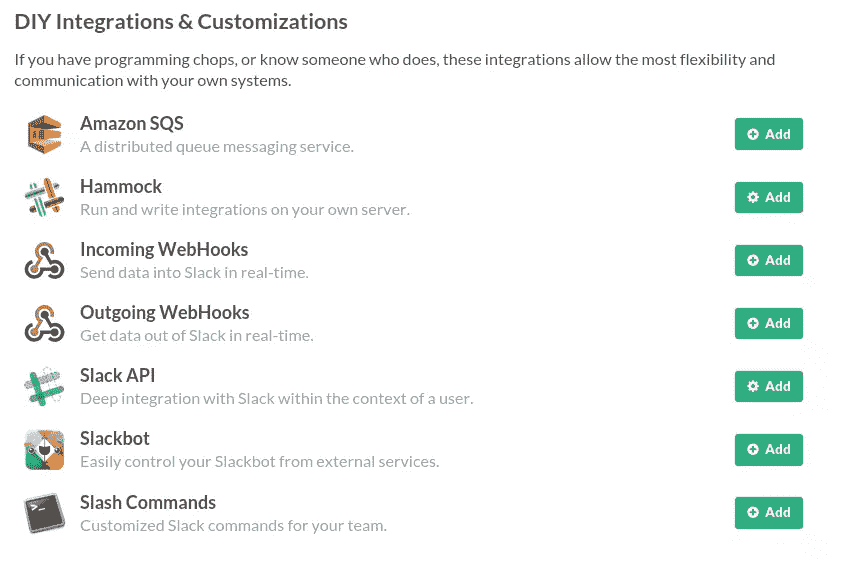 DIY Integrations & Customizations
If you have programming chops, or know someone who does, these integrations allow the most flexibility and
communication with your own systems.
Amazon SQS
A distributed queue messaging service.
Add
Hammock
Run and write integrations on your own server.
Add
Incoming WebHooks
Send data into Slack in real-time.
Add
Outgoing WebHooks
Get data out of Slack in real-time.
Add
Slack API
Deep integration with Slack within the context of a user.
Add
Slackbot
Easily control your Slackbot from external services.
Add
Slash Commands
Customized Slack commands for your team.
Add